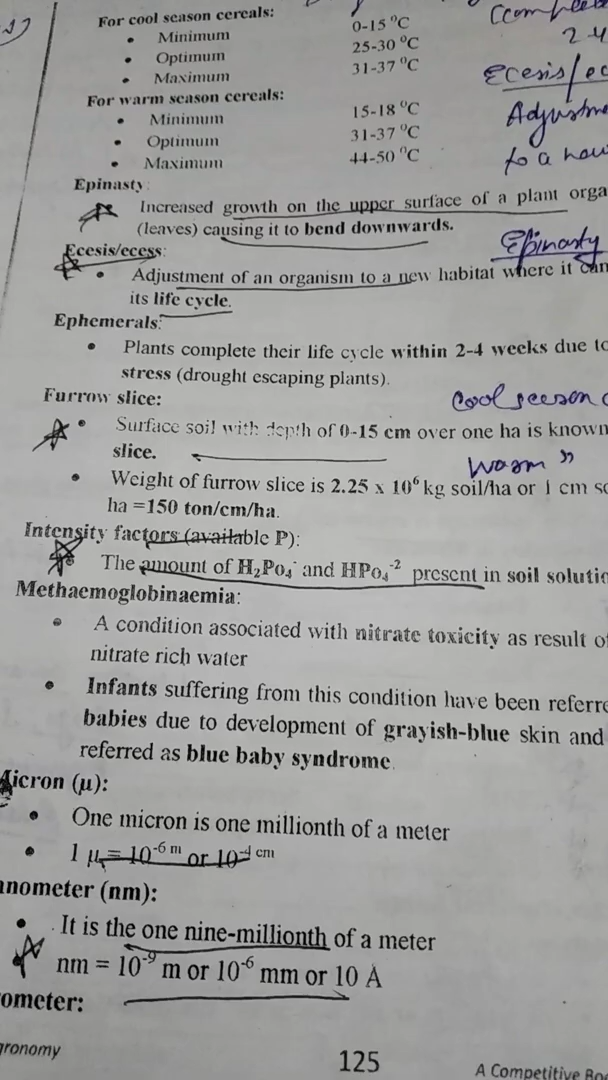 For cool season cereals:
• Minimum 0-15 °C
• Optimum 25-30 °C
• Maximum 31-37 °C
2-4
Ecesis/ec
For warm season cereals:
• Minimum 15-18 °C
• Optimum 31-37 °C
• Maximum 44-50 °C
Adjustme
to a
Epinasty:
Increased growth on the upper surface of a plant orga
(leaves) causing it to bend downwards.
Epinasty
Ecesis/ecess:
• Adjustment of an organism to a new habitat where it can
its life cycle.
Ephemerals:
• Plants complete their life cycle within 2-4 weeks due to
stress (drought escaping plants).
Cool season c
Furrow slice:
• Surface soil with depth of 0-15 cm over one ha is known
slice.
Warm "
• Weight of furrow slice is 2.25 x 10⁶ kg soil/ha or 1 cm so
ha =150 ton/cm/ha.
Intensity factors (available P):
• The amount of H₂Po₄⁻ and HPo₄⁻² present in soil solutio
Methaemoglobinaemia:
• A condition associated with nitrate toxicity as result of
nitrate rich water
• Infants suffering from this condition have been referre
babies due to development of grayish-blue skin and
referred as blue baby syndrome.
Micron (μ):
• One micron is one millionth of a meter
• 1 μ = 10⁻⁶ m or 10⁻⁴ cm
anometer (nm):
• It is the one nine-millionth of a meter
nm = 10⁻⁹ m or 10⁻⁶ mm or 10 Å
ometer:
gronomy 125 A Competitive Boo